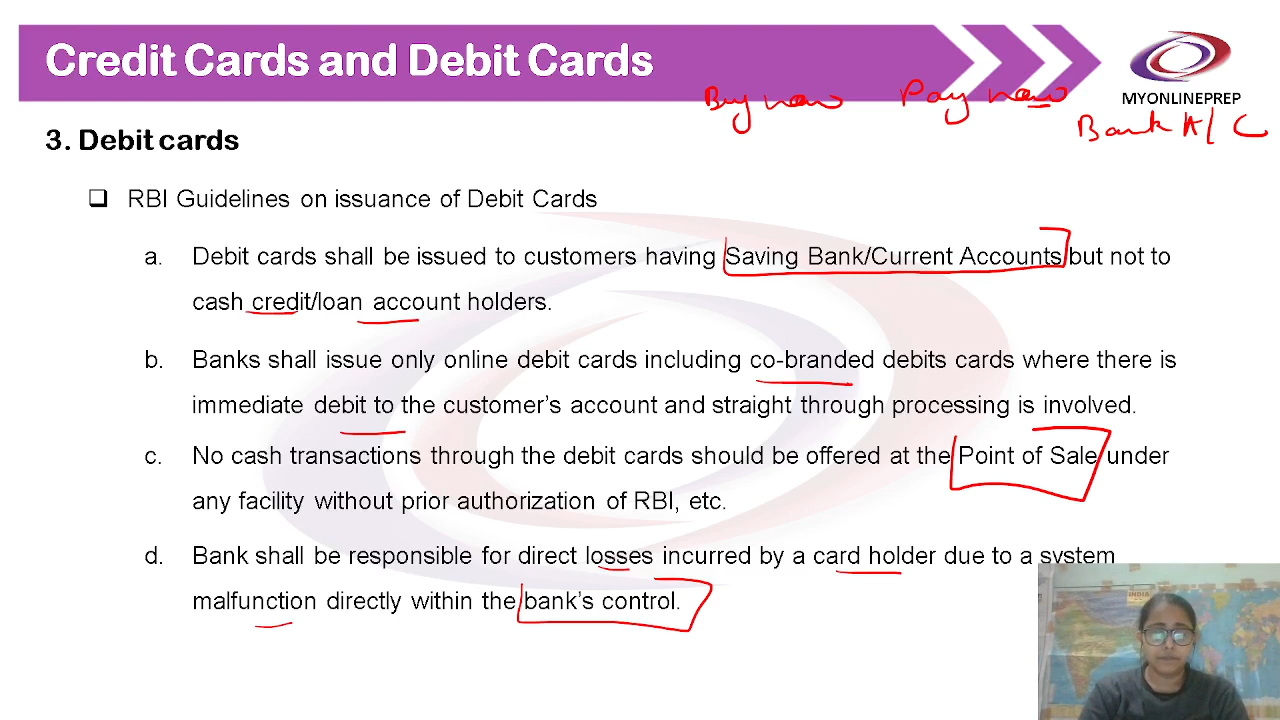 Credit Cards and Debit Cards
MYONLINEPREP
Buy now Pay now
Bank A/C
3. Debit cards
❑ RBI Guidelines on issuance of Debit Cards
a. Debit cards shall be issued to customers having Saving Bank/Current Accounts but not to
cash credit/loan account holders.
b. Banks shall issue only online debit cards including co-branded debits cards where there is
immediate debit to the customer’s account and straight through processing is involved.
c. No cash transactions through the debit cards should be offered at the Point of Sale under
any facility without prior authorization of RBI, etc.
d. Bank shall be responsible for direct losses incurred by a card holder due to a system
malfunction directly within the bank’s control.
INDIA